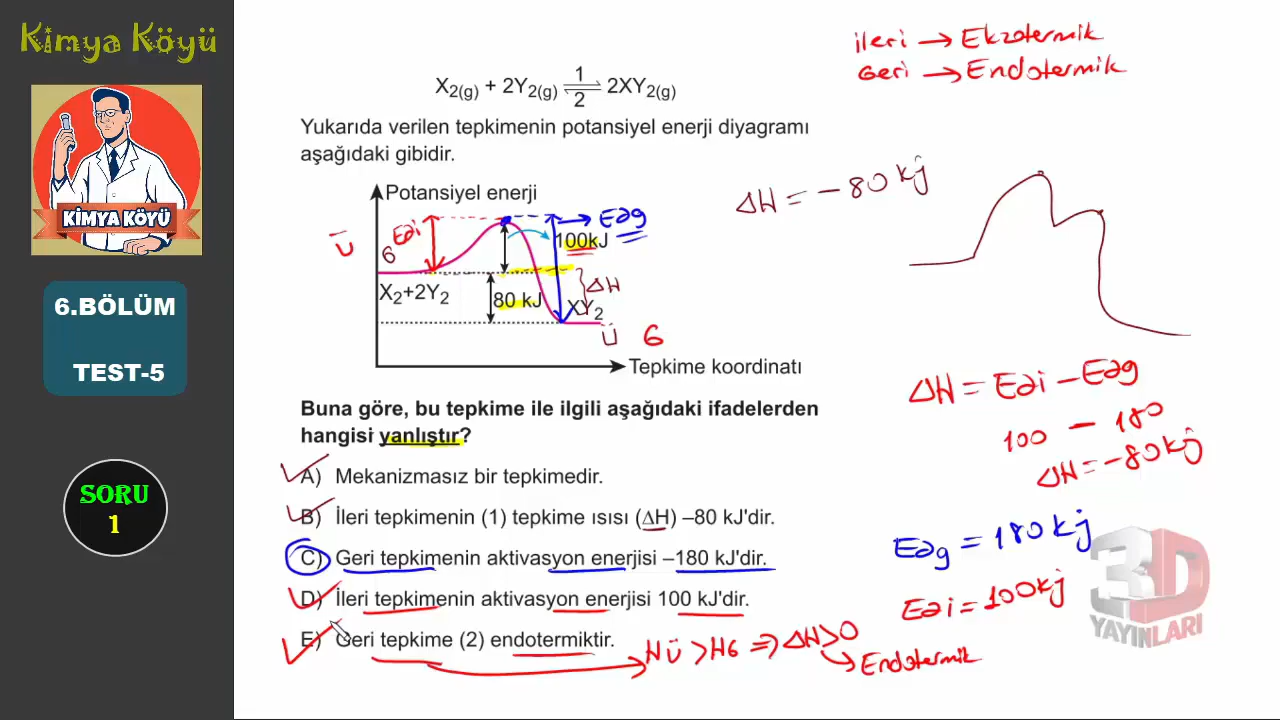 Kimya Köyü
KİMYA KÖYÜ
6.BÖLÜM
TEST-5
SORU
1
X2(g) + 2Y2(g) 1⇌2 2XY2(g)
Yukarıda verilen tepkimenin potansiyel enerji diyagramı
aşağıdaki gibidir.
Potansiyel enerji
Ü
6
Eai
Eag
100kJ
X2+2Y2
80 kJ
ΔH
XY2
Ü 6
Tepkime koordinatı
Buna göre, bu tepkime ile ilgili aşağıdaki ifadelerden
hangisi yanlıştır?
A) Mekanizmasız bir tepkimedir.
B) İleri tepkimenin (1) tepkime ısısı (ΔH) –80 kJ'dir.
C) Geri tepkimenin aktivasyon enerjisi –180 kJ'dir.
D) İleri tepkimenin aktivasyon enerjisi 100 kJ'dir.
E) Geri tepkime (2) endotermiktir.
HÜ > H6 ⇒ ΔH>0
Endotermik
ileri → Ekzotermik
Geri → Endotermik
ΔH = –80 kj
ΔH = Eai – Eag
100 – 180
ΔH = –80kj
Eag = 180kj
Eai = 100kj
3D
YAYINLARI